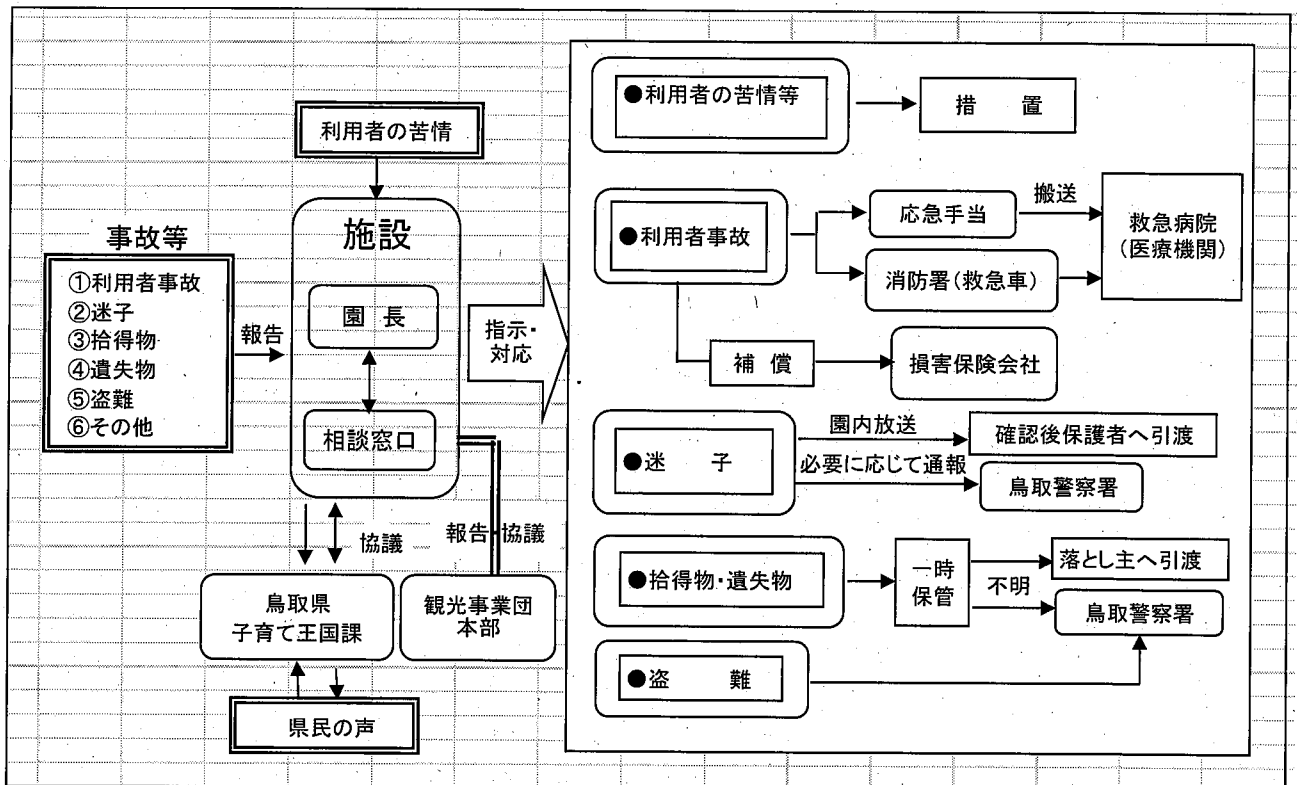 利用者の苦情
事故等
①利用者事故
②迷子
③拾得物
④遺失物
⑤盗難
⑥その他
報告
施設
園長
相談窓口
指示・
対応
協議
報告・協議
鳥取県
子育て王国課
観光事業団
本部
県民の声
●利用者の苦情等
措 置
●利用者事故
応急手当
搬送
消防署(救急車)
救急病院
(医療機関)
補 償
損害保険会社
●迷 子
園内放送
確認後保護者へ引渡
必要に応じて通報
鳥取警察署
●拾得物・遺失物
一時
保管
落とし主へ引渡
不明
鳥取警察署
●盗 難